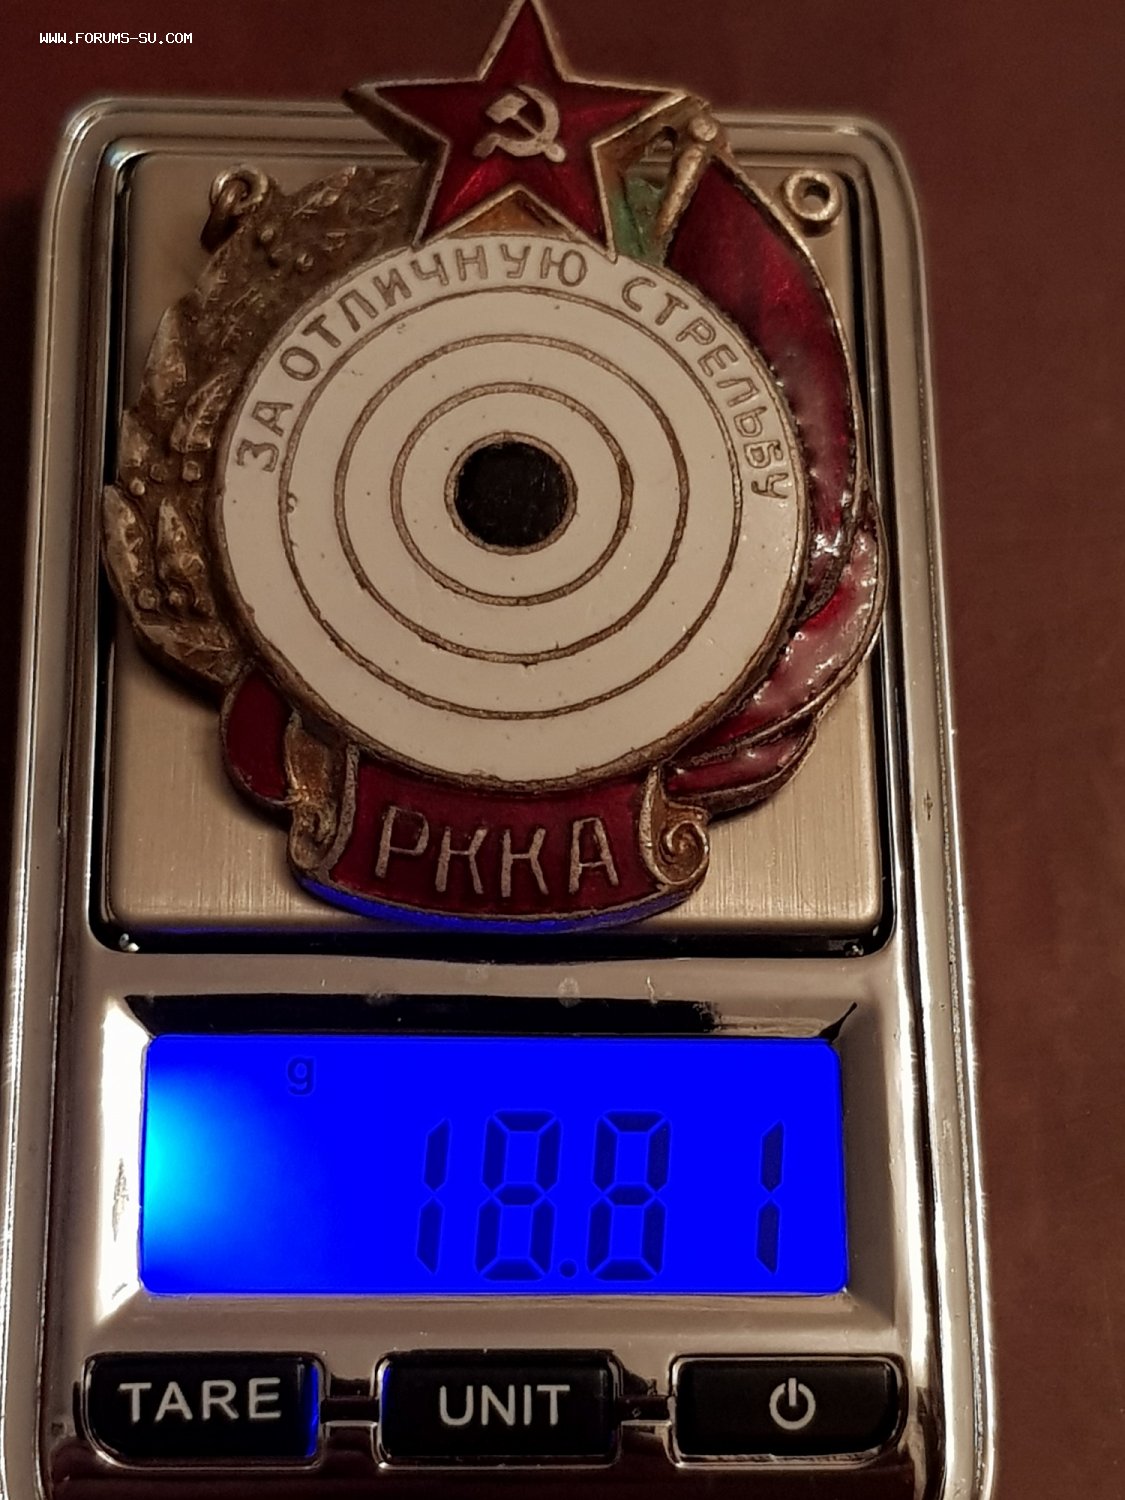 WWW.FORUMS-SU.COM
ЗА ОТЛИЧНУЮ СТРЕЛЬБУ
РККА
g
18.81
TARE UNIT